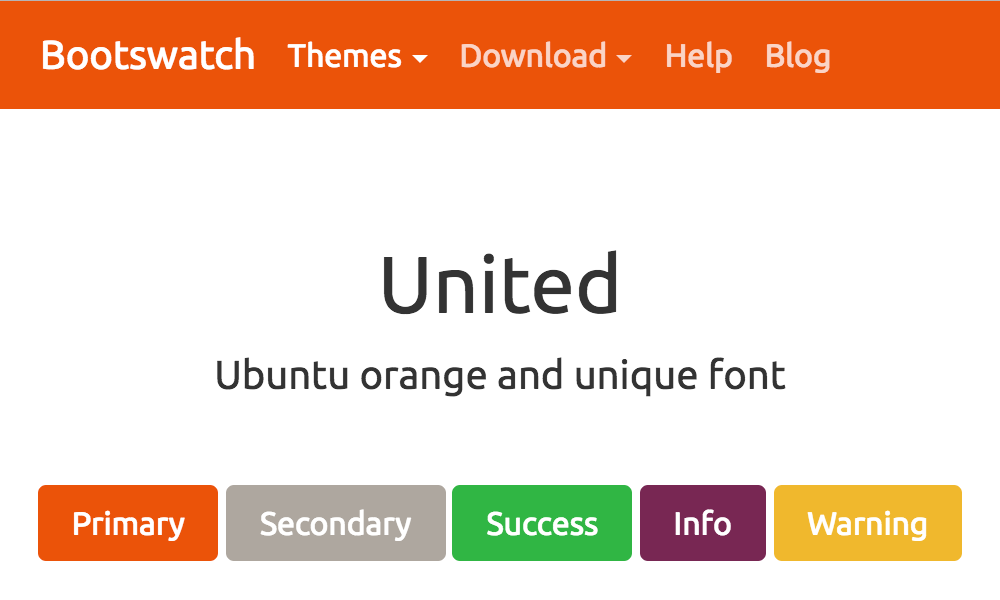 Bootswatch Themes Download Help Blog
United
Ubuntu orange and unique font
Primary Secondary Success Info Warning